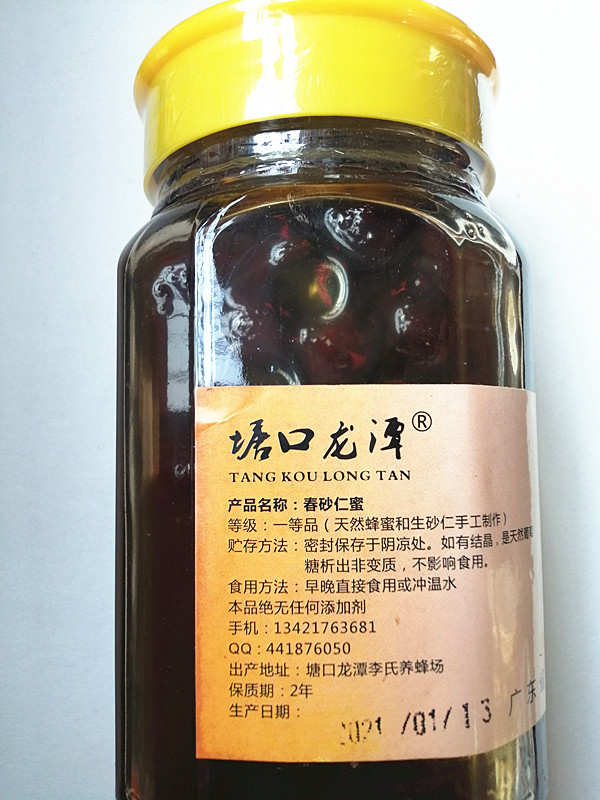 塘口龙潭®
TANG KOU LONG TAN
产品名称：春砂仁蜜
等级：一等品（天然蜂蜜和生砂仁手工制作）
贮存方法：密封保存于阴凉处。如有结晶，是天然葡
糖析出非变质，不影响食用。
食用方法：早晚直接食用或冲温水
本品绝无任何添加剂
手机：13421763681
QQ：441876050
出产地址：塘口龙潭李氏养蜂场
保质期：2年
生产日期：
2021 /01/ 13
广东